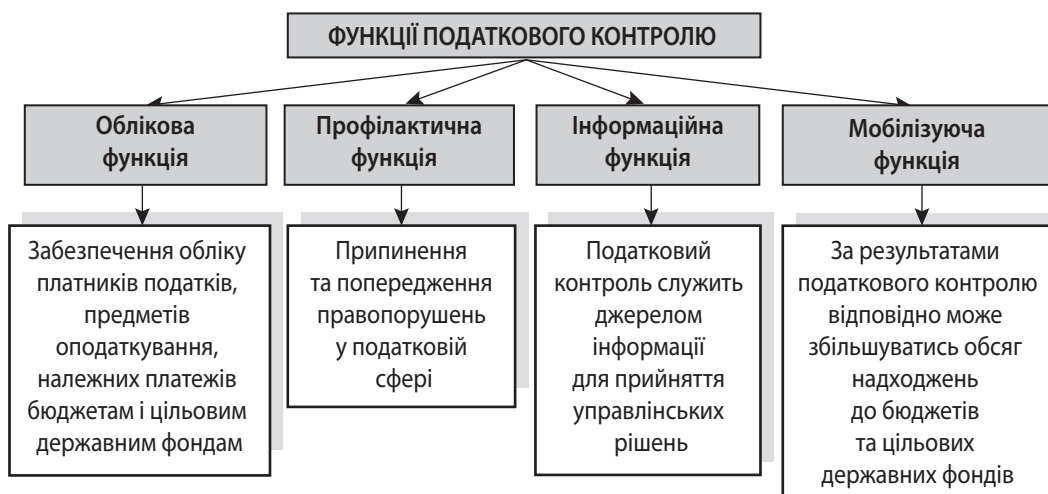 ФУНКЦІЇ ПОДАТКОВОГО КОНТРОЛЮ
Облікова
функція
Профілактична
функція
Інформаційна
функція
Мобілізуюча
функція
Забезпечення обліку
платників податків,
предметів
оподаткування,
належних платежів
бюджетам і цільовим
державним фондам
Припинення
та попередження
правопорушень
у податковій
сфері
Податковий
контроль служить
джерелом
інформації
для прийняття
управлінських
рішень
За результатами
податкового контролю
відповідно може
збільшуватись обсяг
надходжень
до бюджетів
та цільових
державних фондів